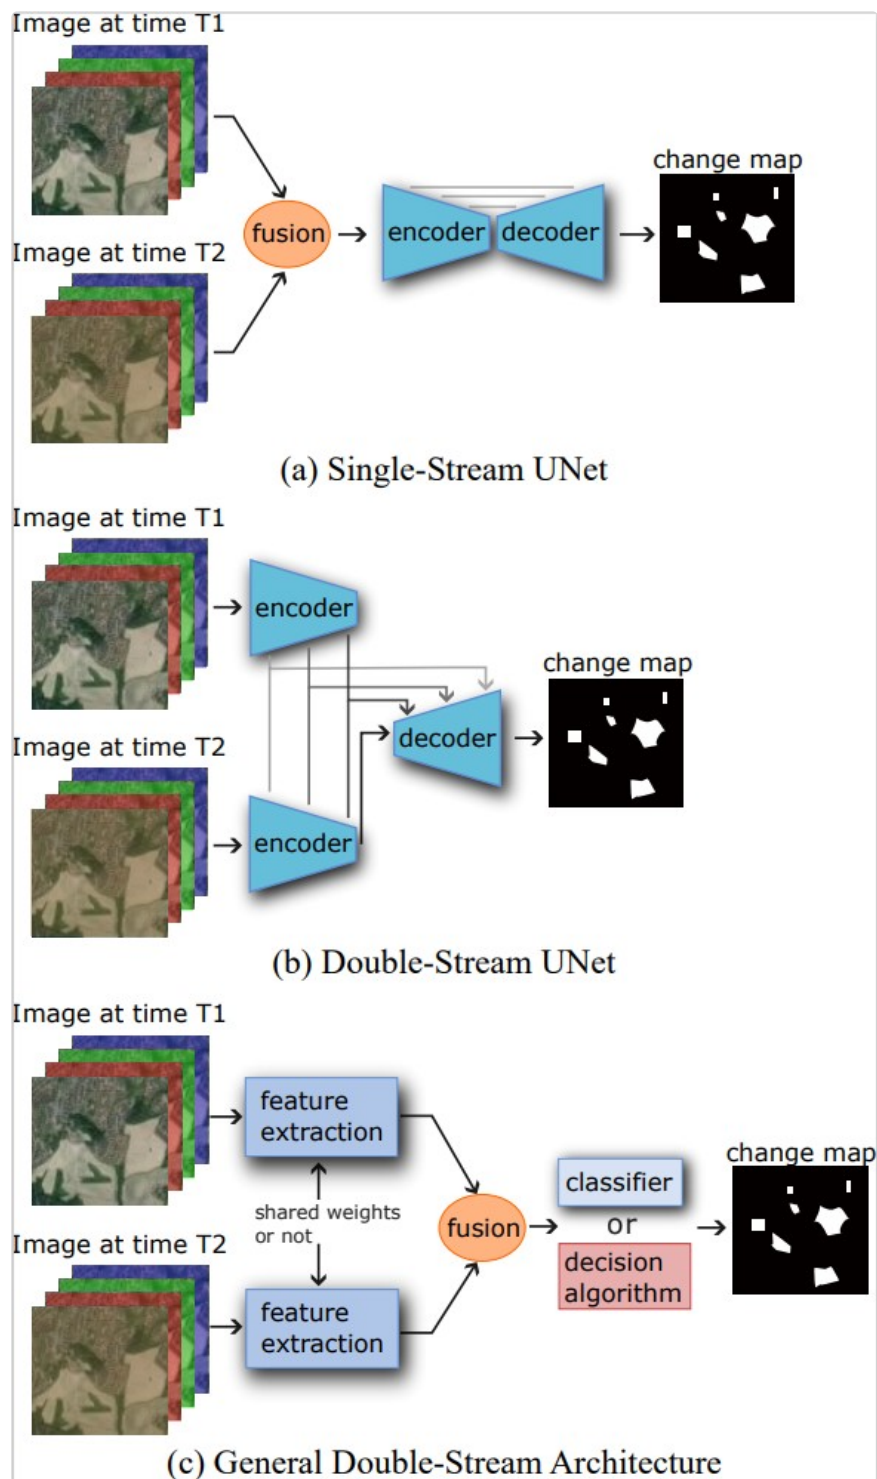 Image at time T1
fusion
encoder
decoder
change map
Image at time T2
(a) Single-Stream UNet
Image at time T1
encoder
change map
decoder
Image at time T2
encoder
(b) Double-Stream UNet
Image at time T1
feature
extraction
shared weights
or not
fusion
classifier
or
decision
algorithm
change map
Image at time T2
feature
extraction
(c) General Double-Stream Architecture